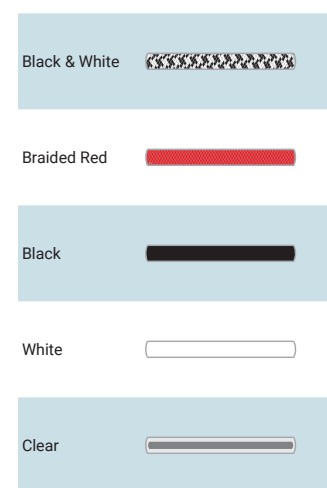 Black & White
Braided Red
Black
White
Clear